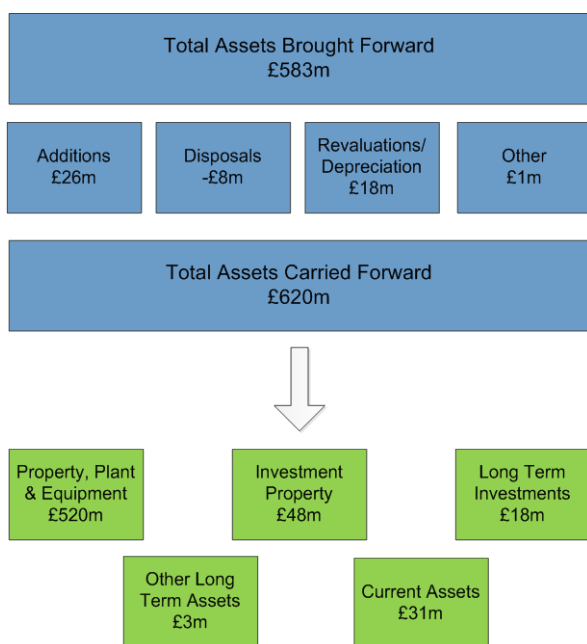 Total Assets Brought Forward
£583m
Additions
£26m
Disposals
-£8m
Revaluations/
Depreciation
£18m
Other
£1m
Total Assets Carried Forward
£620m
Property, Plant
& Equipment
£520m
Investment
Property
£48m
Long Term
Investments
£18m
Other Long
Term Assets
£3m
Current Assets
£31m